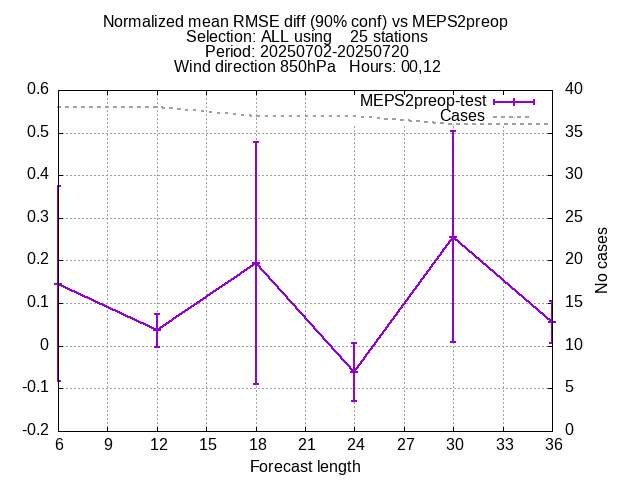 Normalized mean RMSE diff (90% conf) vs MEPS2preop
Selection: ALL using    25 stations
Period: 20250702-20250720
Wind direction 850hPa   Hours: 00,12
MEPS2preop-test
Cases
0.6
0.5
0.4
0.3
0.2
0.1
0
-0.1
-0.2
40
35
30
25
20
15
10
5
0
No cases
6 9 12 15 18 21 24 27 30 33 36
Forecast length